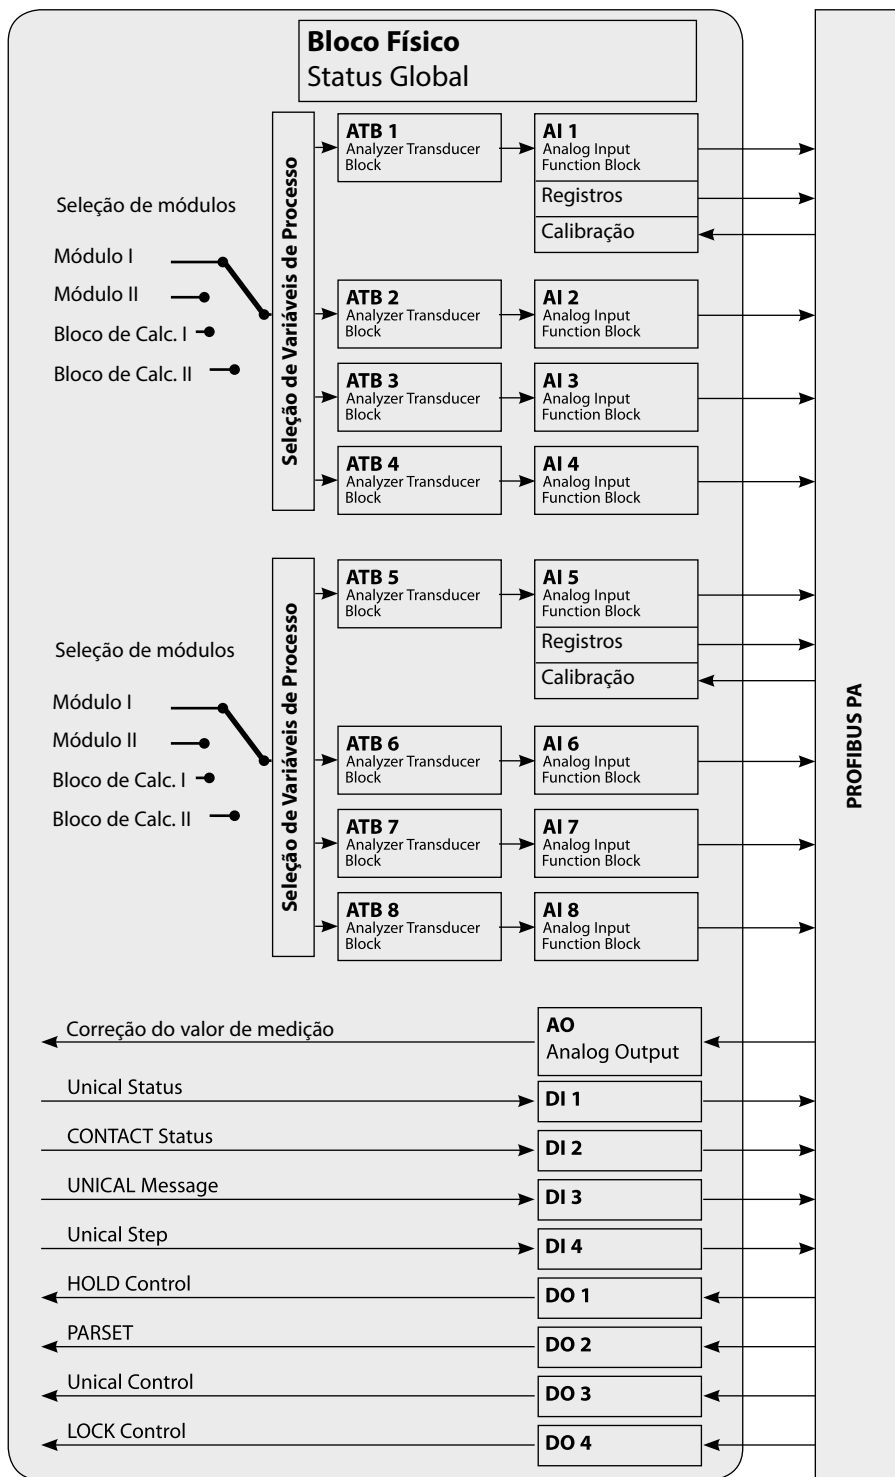 Bloco Físico
Status Global
Seleção de Variáveis de Processo
ATB 1
Analyzer Transducer
Block
AI 1
Analog Input
Function Block
Registros
Calibração
Seleção de módulos
Módulo I
Módulo II
Bloco de Calc. I
Bloco de Calc. II
ATB 2
Analyzer Transducer
Block
AI 2
Analog Input
Function Block
ATB 3
Analyzer Transducer
Block
AI 3
Analog Input
Function Block
ATB 4
Analyzer Transducer
Block
AI 4
Analog Input
Function Block
Seleção de Variáveis de Processo
ATB 5
Analyzer Transducer
Block
AI 5
Analog Input
Function Block
Registros
Calibração
Seleção de módulos
Módulo I
Módulo II
Bloco de Calc. I
Bloco de Calc. II
ATB 6
Analyzer Transducer
Block
AI 6
Analog Input
Function Block
ATB 7
Analyzer Transducer
Block
AI 7
Analog Input
Function Block
ATB 8
Analyzer Transducer
Block
AI 8
Analog Input
Function Block
PROFIBUS PA
Correção do valor de medição
AO
Analog Output
Unical Status
DI 1
CONTACT Status
DI 2
UNICAL Message
DI 3
Unical Step
DI 4
HOLD Control
DO 1
PARSET
DO 2
Unical Control
DO 3
LOCK Control
DO 4